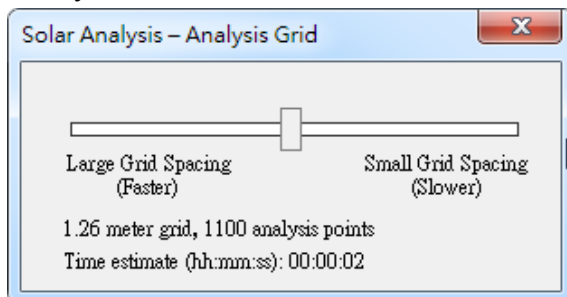 Solar Analysis – Analysis Grid
Large Grid Spacing
(Faster)
Small Grid Spacing
(Slower)
1.26 meter grid, 1100 analysis points
Time estimate (hh:mm:ss): 00:00:02